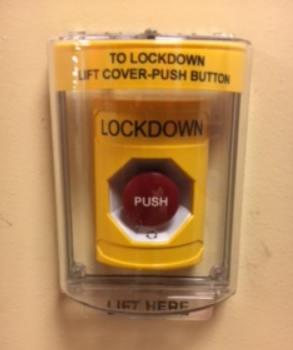 TO LOCKDOWN
LIFT COVER-PUSH BUTTON
LOCKDOWN
PUSH
LIFT HERE